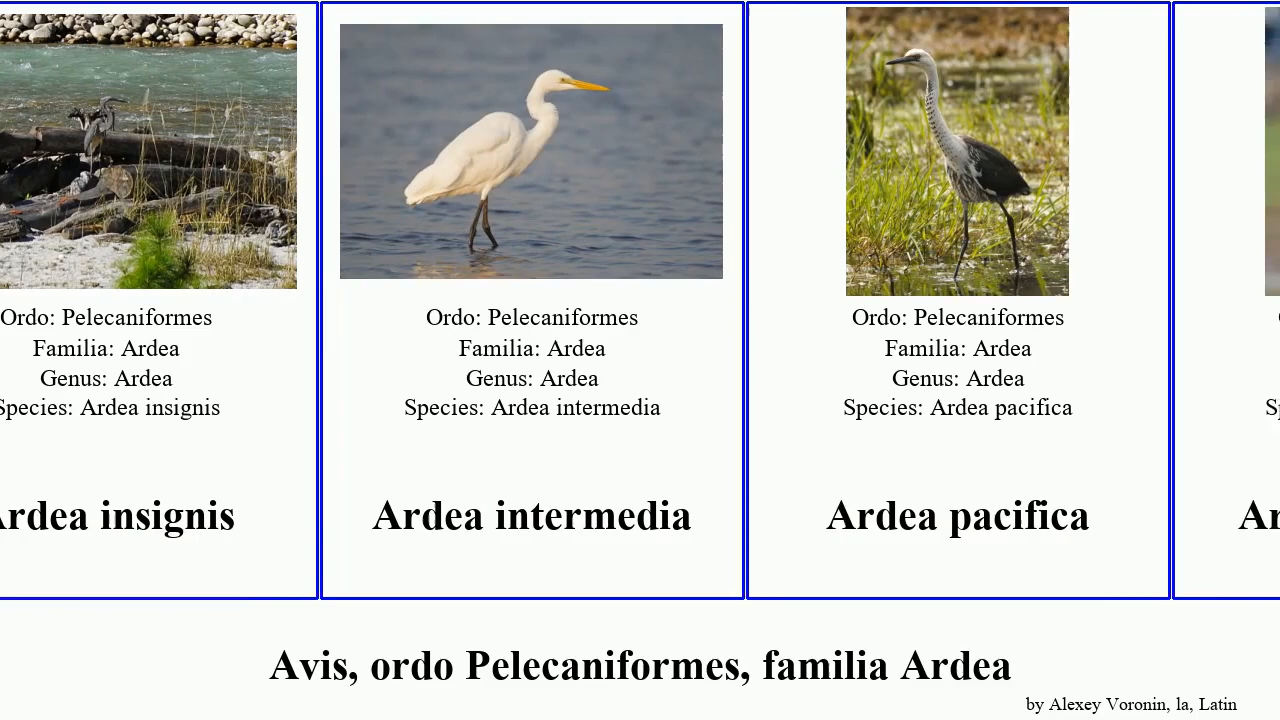 Ordo: Pelecaniformes
Familia: Ardea
Genus: Ardea
Species: Ardea insignis
Ardea insignis
Ordo: Pelecaniformes
Familia: Ardea
Genus: Ardea
Species: Ardea intermedia
Ardea intermedia
Ordo: Pelecaniformes
Familia: Ardea
Genus: Ardea
Species: Ardea pacifica
Ardea pacifica
Avis, ordo Pelecaniformes, familia Ardea
by Alexey Voronin, la, Latin